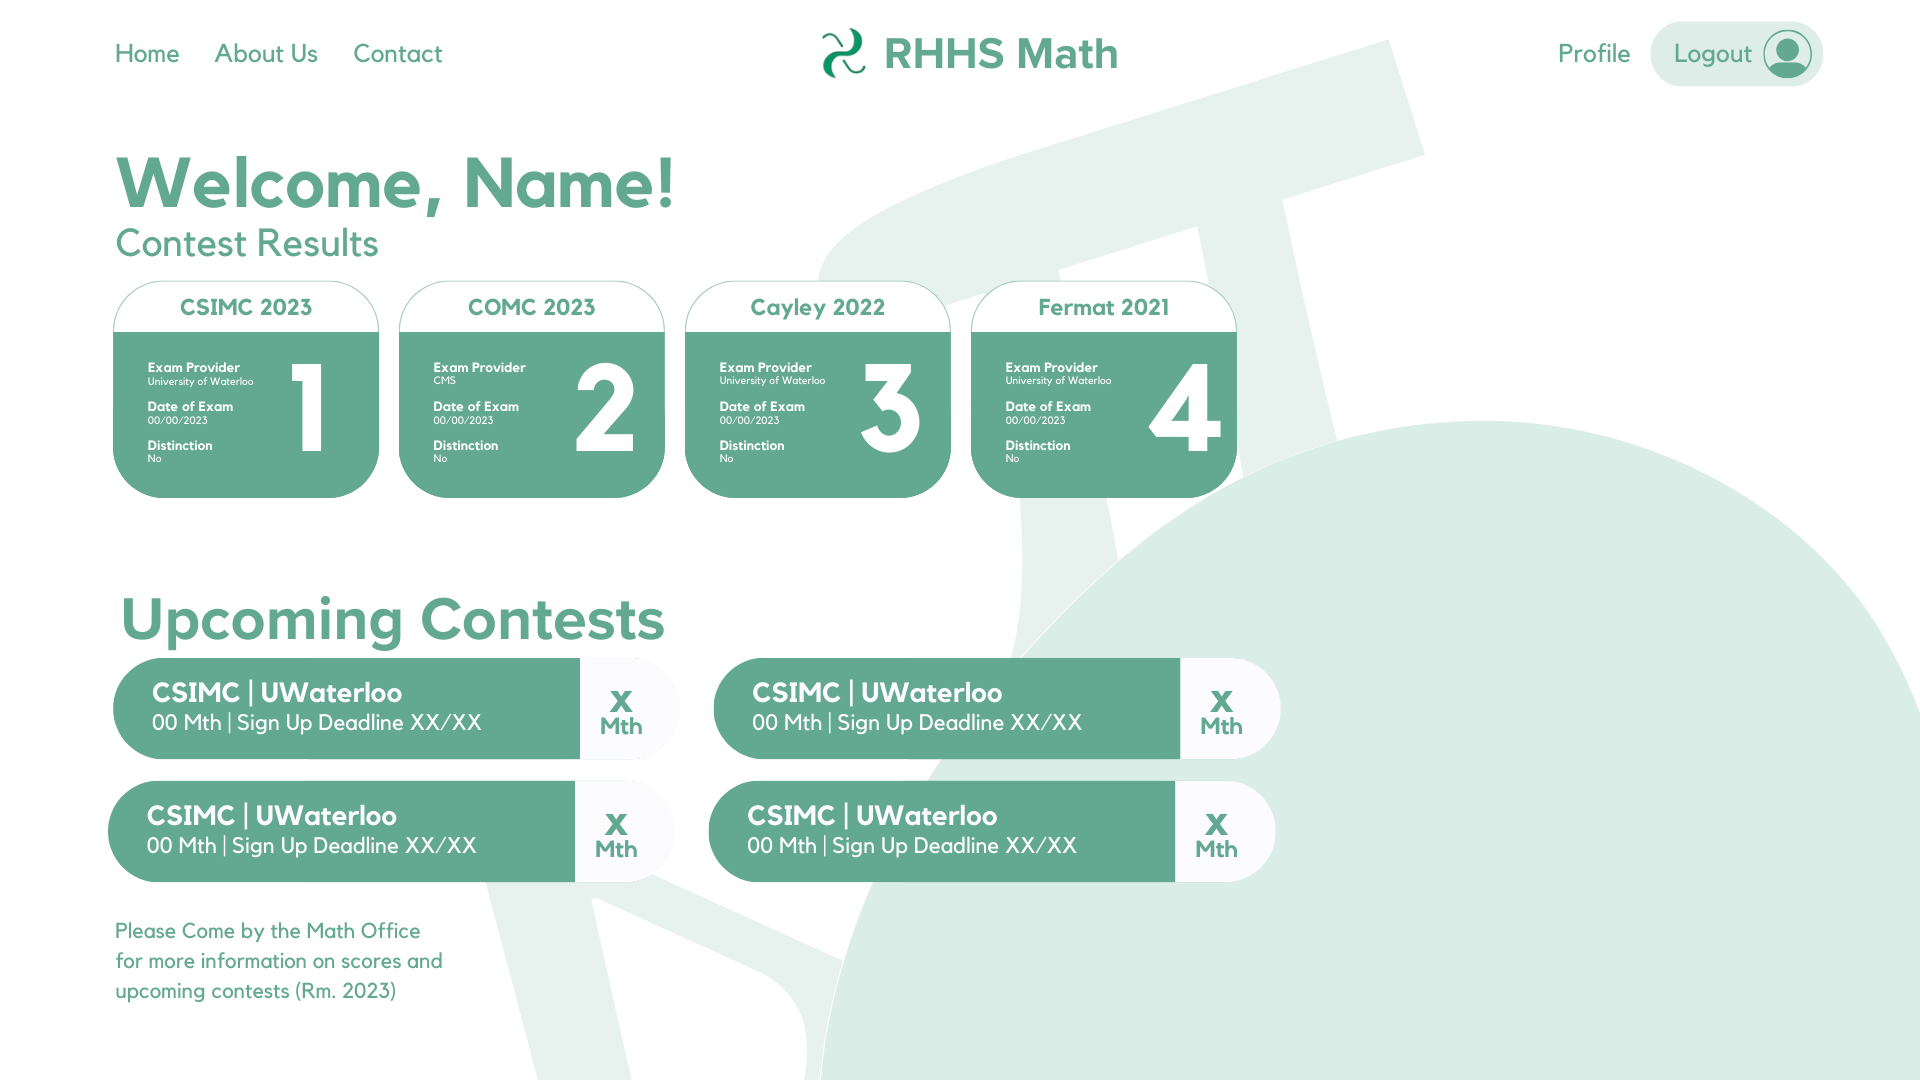 Home About Us Contact
RHHS Math
Profile Logout
Welcome, Name!
Contest Results
CSIMC 2023
Exam Provider
University of Waterloo
Date of Exam
00/00/2023
Distinction
No
1
COMC 2023
Exam Provider
CMS
Date of Exam
00/00/2023
Distinction
No
2
Cayley 2022
Exam Provider
University of Waterloo
Date of Exam
00/00/2023
Distinction
No
3
Fermat 2021
Exam Provider
University of Waterloo
Date of Exam
00/00/2023
Distinction
No
4
Upcoming Contests
CSIMC | UWaterloo
00 Mth | Sign Up Deadline XX/XX
X
Mth
CSIMC | UWaterloo
00 Mth | Sign Up Deadline XX/XX
X
Mth
CSIMC | UWaterloo
00 Mth | Sign Up Deadline XX/XX
X
Mth
CSIMC | UWaterloo
00 Mth | Sign Up Deadline XX/XX
X
Mth
Please Come by the Math Office
for more information on scores and
upcoming contests (Rm. 2023)